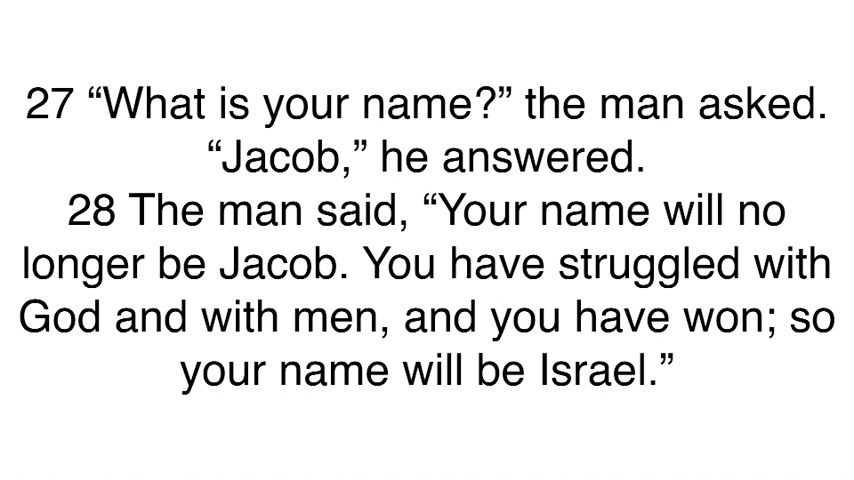 27 “What is your name?” the man asked.
“Jacob,” he answered.
28 The man said, “Your name will no
longer be Jacob. You have struggled with
God and with men, and you have won; so
your name will be Israel.”